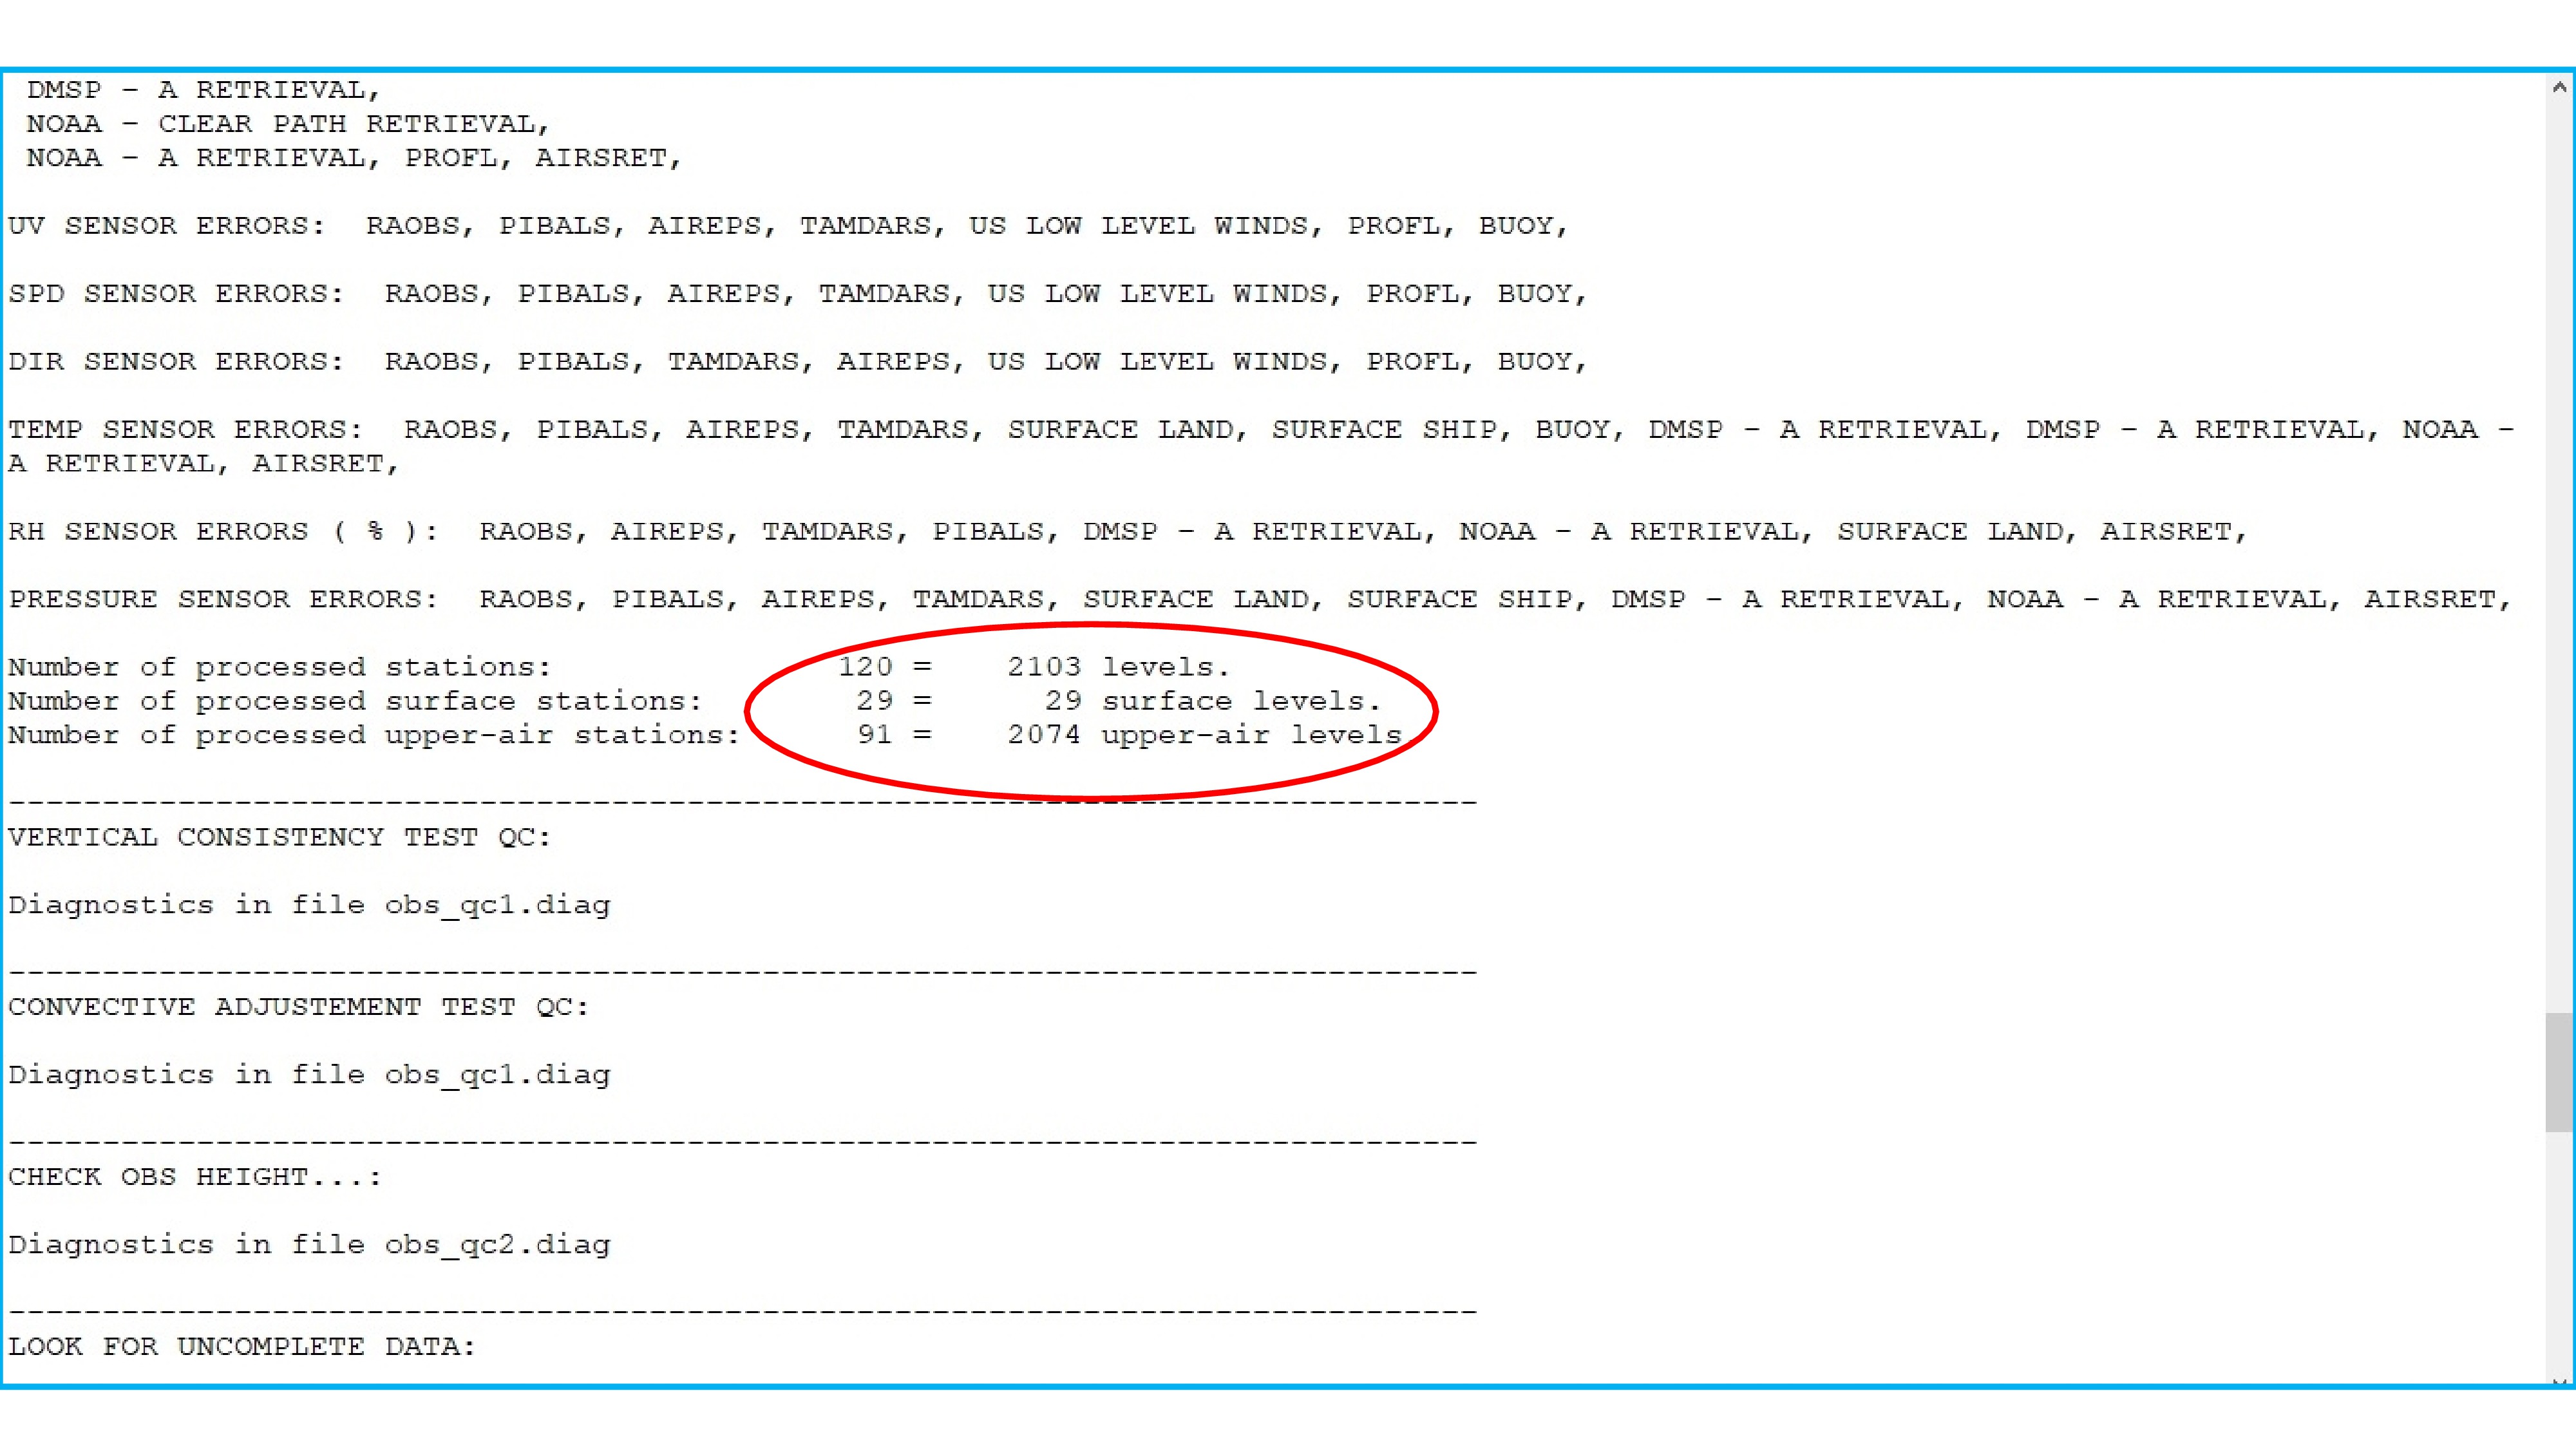 DMSP - A RETRIEVAL,
NOAA - CLEAR PATH RETRIEVAL,
NOAA - A RETRIEVAL, PROFL, AIRSRET,
UV SENSOR ERRORS:  RAOBS, PIBALS, AIREPS, TAMDARS, US LOW LEVEL WINDS, PROFL, BUOY,
SPD SENSOR ERRORS:  RAOBS, PIBALS, AIREPS, TAMDARS, US LOW LEVEL WINDS, PROFL, BUOY,
DIR SENSOR ERRORS:  RAOBS, PIBALS, TAMDARS, AIREPS, US LOW LEVEL WINDS, PROFL, BUOY,
TEMP SENSOR ERRORS:  RAOBS, PIBALS, AIREPS, TAMDARS, SURFACE LAND, SURFACE SHIP, BUOY, DMSP - A RETRIEVAL, DMSP - A RETRIEVAL, NOAA -
A RETRIEVAL, AIRSRET,
RH SENSOR ERRORS ( % ):  RAOBS, AIREPS, TAMDARS, PIBALS, DMSP - A RETRIEVAL, NOAA - A RETRIEVAL, SURFACE LAND, AIRSRET,
PRESSURE SENSOR ERRORS:  RAOBS, PIBALS, AIREPS, TAMDARS, SURFACE LAND, SURFACE SHIP, DMSP - A RETRIEVAL, NOAA - A RETRIEVAL, AIRSRET,
Number of processed stations: 120 = 2103 levels.
Number of processed surface stations: 29 = 29 surface levels.
Number of processed upper-air stations: 91 = 2074 upper-air levels.
------------------------------------------------------------------------------
VERTICAL CONSISTENCY TEST QC:
Diagnostics in file obs_qc1.diag
------------------------------------------------------------------------------
CONVECTIVE ADJUSTEMENT TEST QC:
Diagnostics in file obs_qc1.diag
------------------------------------------------------------------------------
CHECK OBS HEIGHT...:
Diagnostics in file obs_qc2.diag
------------------------------------------------------------------------------
LOOK FOR UNCOMPLETE DATA: